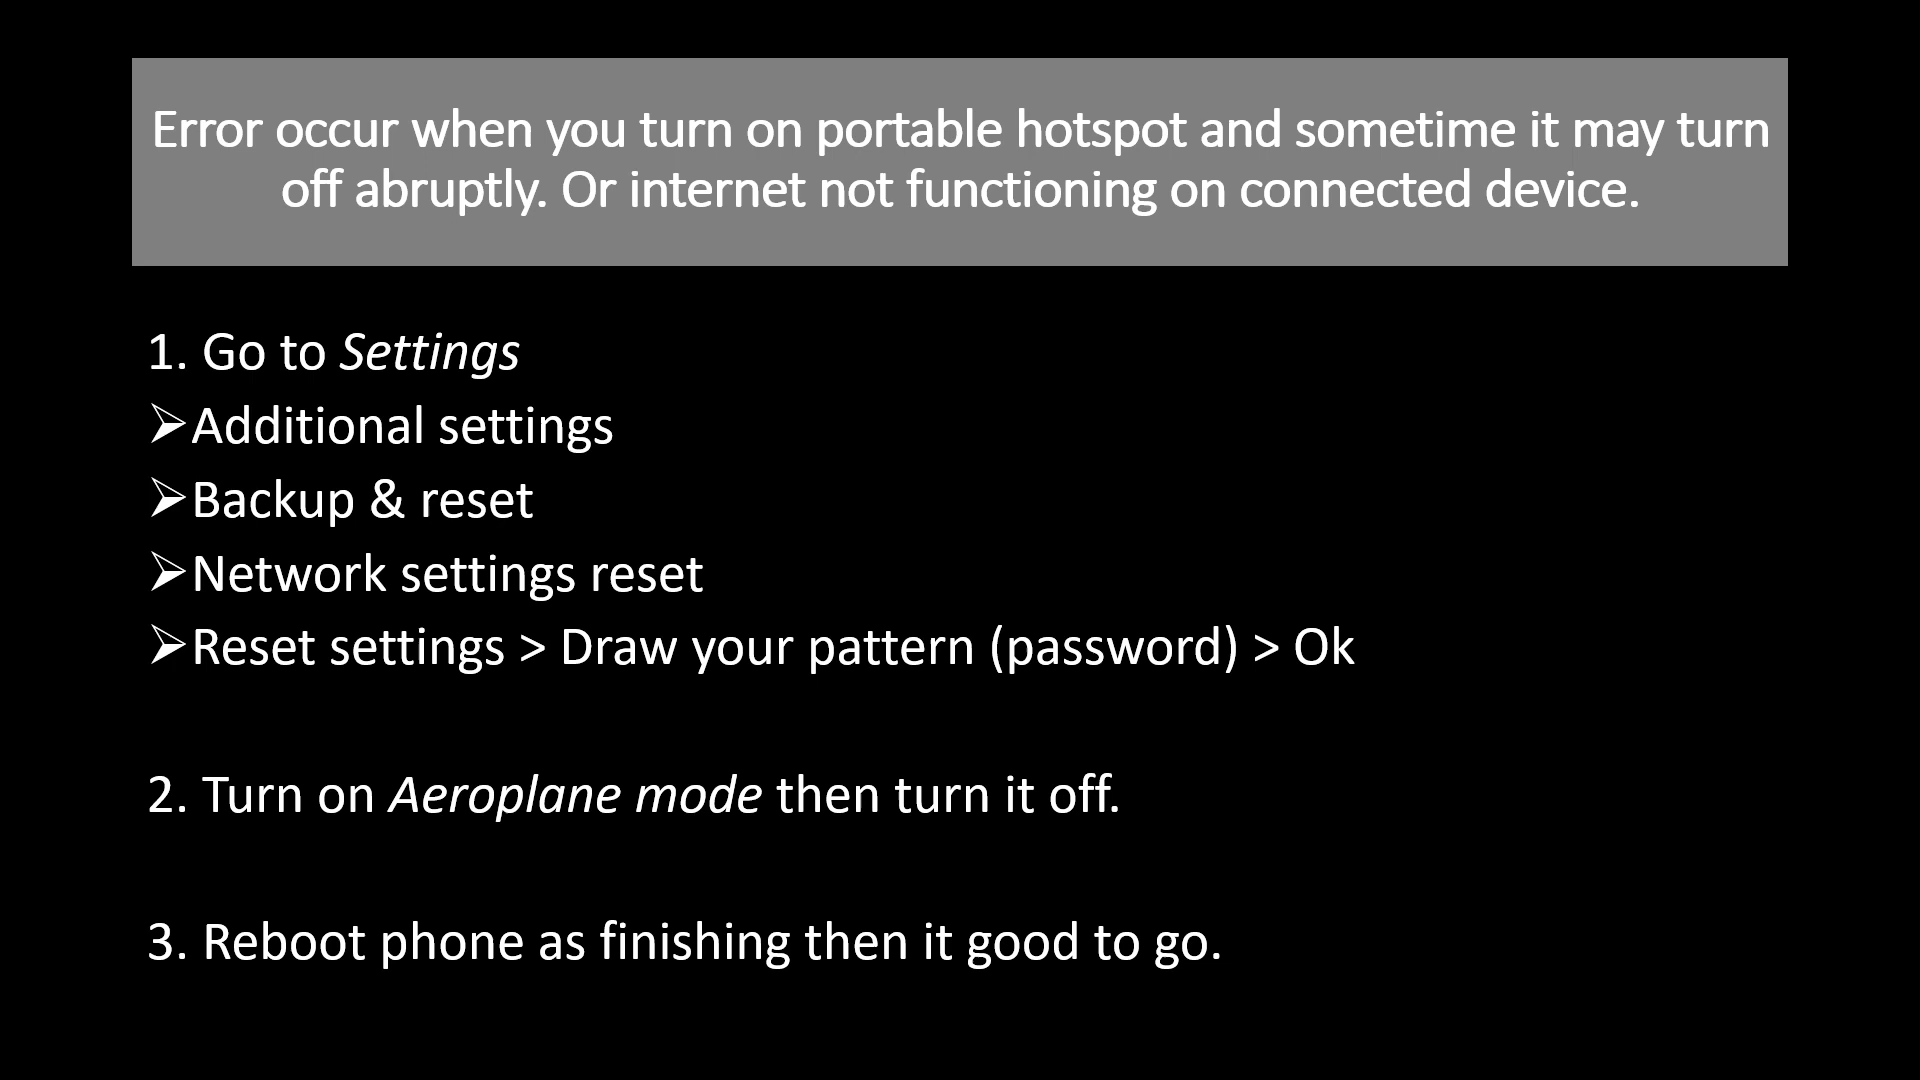 Error occur when you turn on portable hotspot and sometime it may turn
off abruptly. Or internet not functioning on connected device.
1. Go to Settings
➢Additional settings
➢Backup & reset
➢Network settings reset
➢Reset settings > Draw your pattern (password) > Ok
2. Turn on Aeroplane mode then turn it off.
3. Reboot phone as finishing then it good to go.